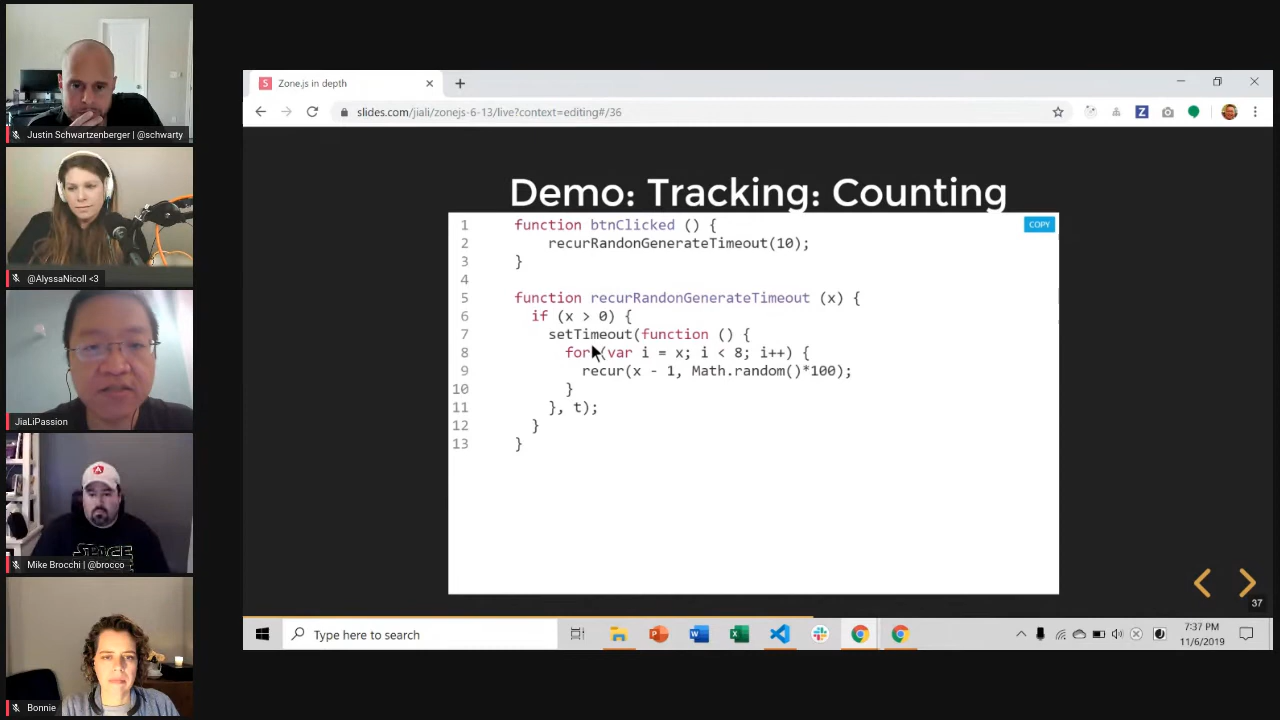 Justin Schwartzenberger | @schwarty
@AlyssaNicoll <3
JiaLiPassion
Mike Brocchi | @brocco
SPACE
Bonnie
S Zone.js in depth
slides.com/jiali/zonejs-6-13/live?context=editing#/36
Z
Demo: Tracking: Counting
COPY
1 function btnClicked () {
2 recurRandonGenerateTimeout(10);
3 }
4
5 function recurRandonGenerateTimeout (x) {
6 if (x > 0) {
7 setTimeout(function () {
8 for (var i = x; i < 8; i++) {
9 recur(x - 1, Math.random()*100);
10 }
11 }, t);
12 }
13 }
37
Type here to search
7:37 PM
11/6/2019